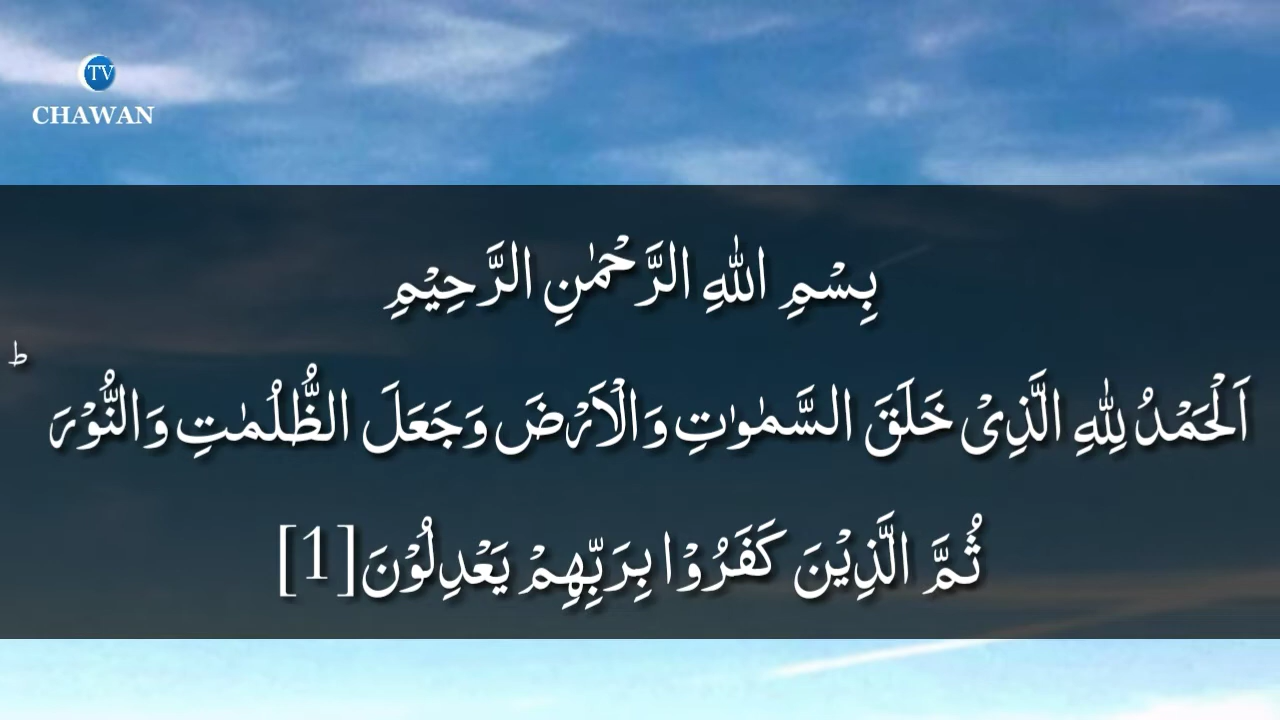 TV
CHAWAN
بِسْمِ اللّٰهِ الرَّحْمٰنِ الرَّحِيْمِ
اَلْحَمْدُ لِلّٰهِ الَّذِیْ خَلَقَ السَّمٰوٰتِ وَالْاَرْضَ وَجَعَلَ الظُّلُمٰتِ وَالنُّوْرَ ؕ
ثُمَّ الَّذِيْنَ كَفَرُوْا بِرَبِّهِمْ يَعْدِلُوْنَ[1]